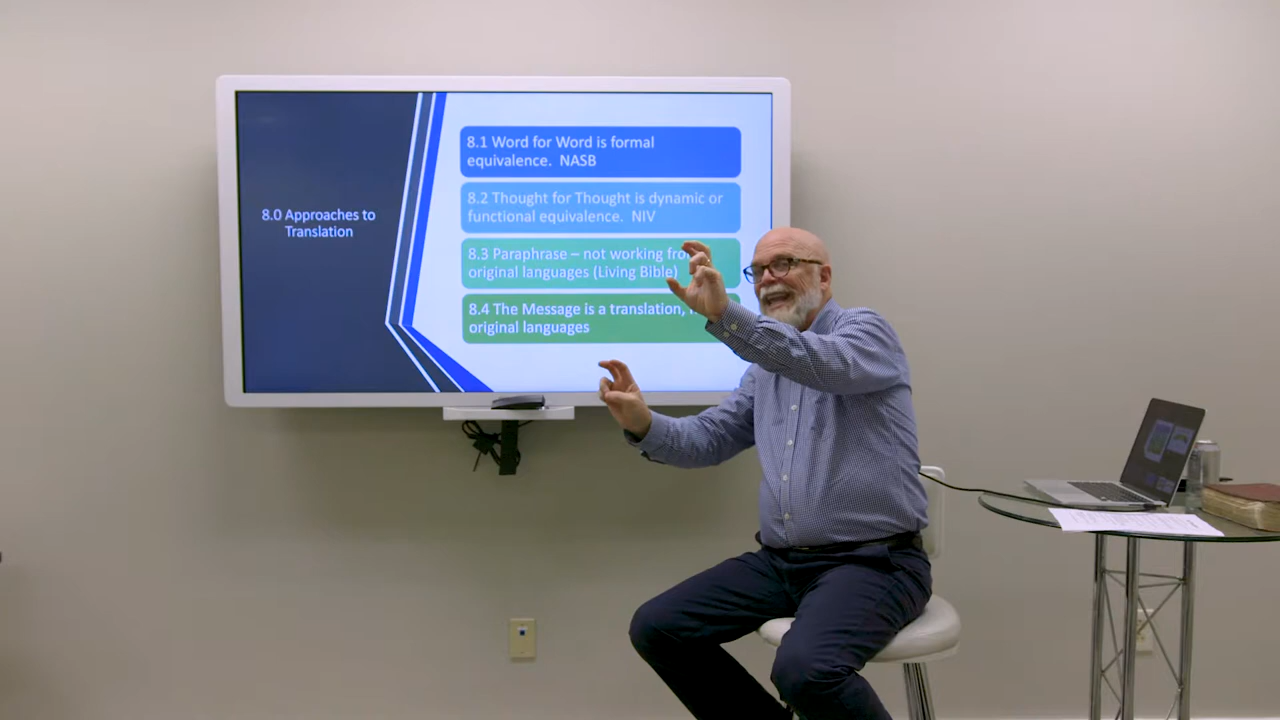 8.0 Approaches to
Translation
8.1 Word for Word is formal
equivalence. NASB
8.2 Thought for Thought is dynamic or
functional equivalence. NIV
8.3 Paraphrase – not working
original languages (Living Bible)
8.4 The Message is a translation,
original languages